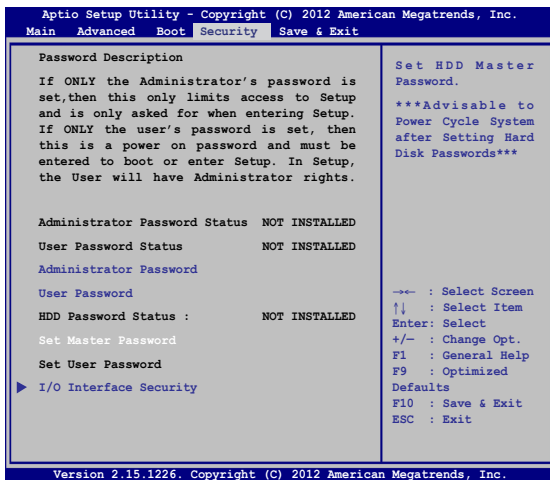 Aptio Setup Utility - Copyright (C) 2012 American Megatrends, Inc.
Main Advanced Boot Security Save & Exit
Password Description
If ONLY the Administrator's password is
set,then this only limits access to Setup
and is only asked for when entering Setup.
If ONLY the user's password is set, then
this is a power on password and must be
entered to boot or enter Setup. In Setup,
the User will have Administrator rights.
Administrator Password Status NOT INSTALLED
User Password Status NOT INSTALLED
Administrator Password
User Password
HDD Password Status : NOT INSTALLED
Set Master Password
Set User Password
I/O Interface Security
Set HDD Master
Password.
***Advisable to
Power Cycle System
after Setting Hard
Disk Passwords***
→← : Select Screen
↑↓ : Select Item
Enter: Select
+/— : Change Opt.
F1 : General Help
F9 : Optimized
Defaults
F10 : Save & Exit
ESC : Exit
Version 2.15.1226. Copyright (C) 2012 American Megatrends, Inc.